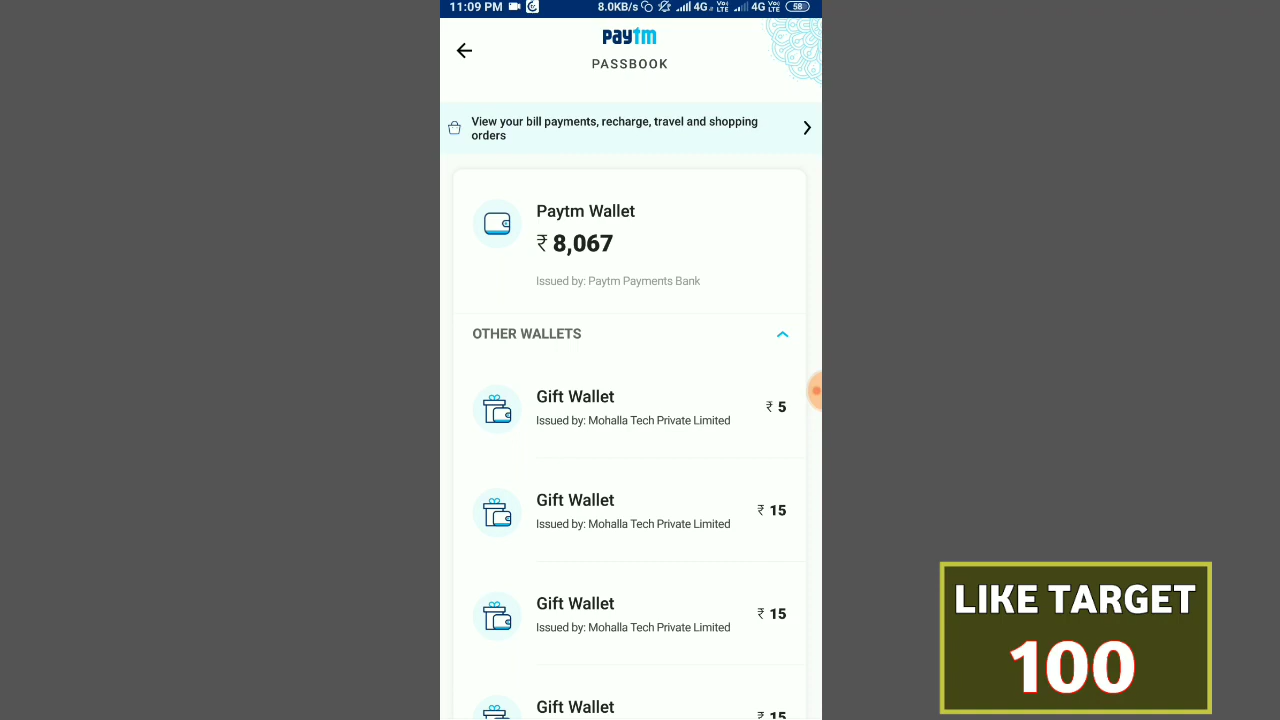 11:09 PM 8.0KB/s 4G VoLTE 4G VoLTE 58
paytm
PASSBOOK
View your bill payments, recharge, travel and shopping
orders
Paytm Wallet
₹ 8,067
Issued by: Paytm Payments Bank
OTHER WALLETS
Gift Wallet
₹ 5
Issued by: Mohalla Tech Private Limited
Gift Wallet
₹ 15
Issued by: Mohalla Tech Private Limited
Gift Wallet
₹ 15
Issued by: Mohalla Tech Private Limited
Gift Wallet
₹ 15
LIKE TARGET
100